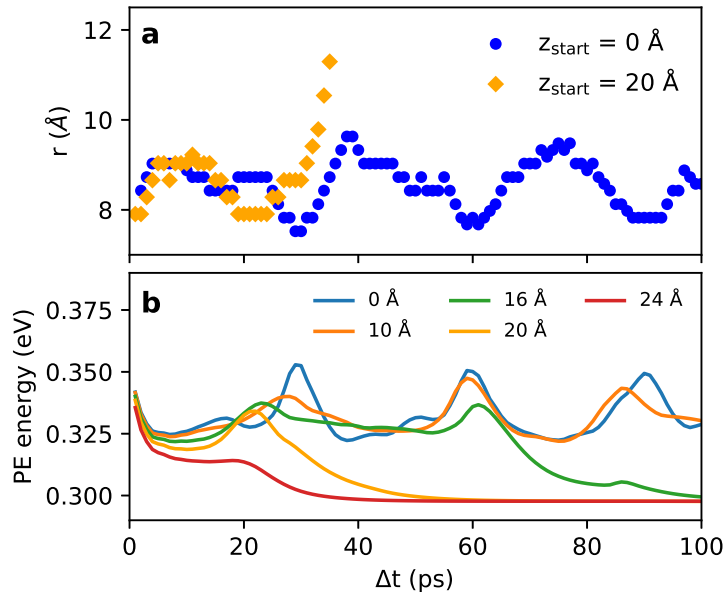 a
z_start = 0 Å
z_start = 20 Å
12
10
8
r (Å)
b
0 Å
16 Å
24 Å
10 Å
20 Å
0.375
0.350
0.325
0.300
PE energy (eV)
0 20 40 60 80 100
Δt (ps)